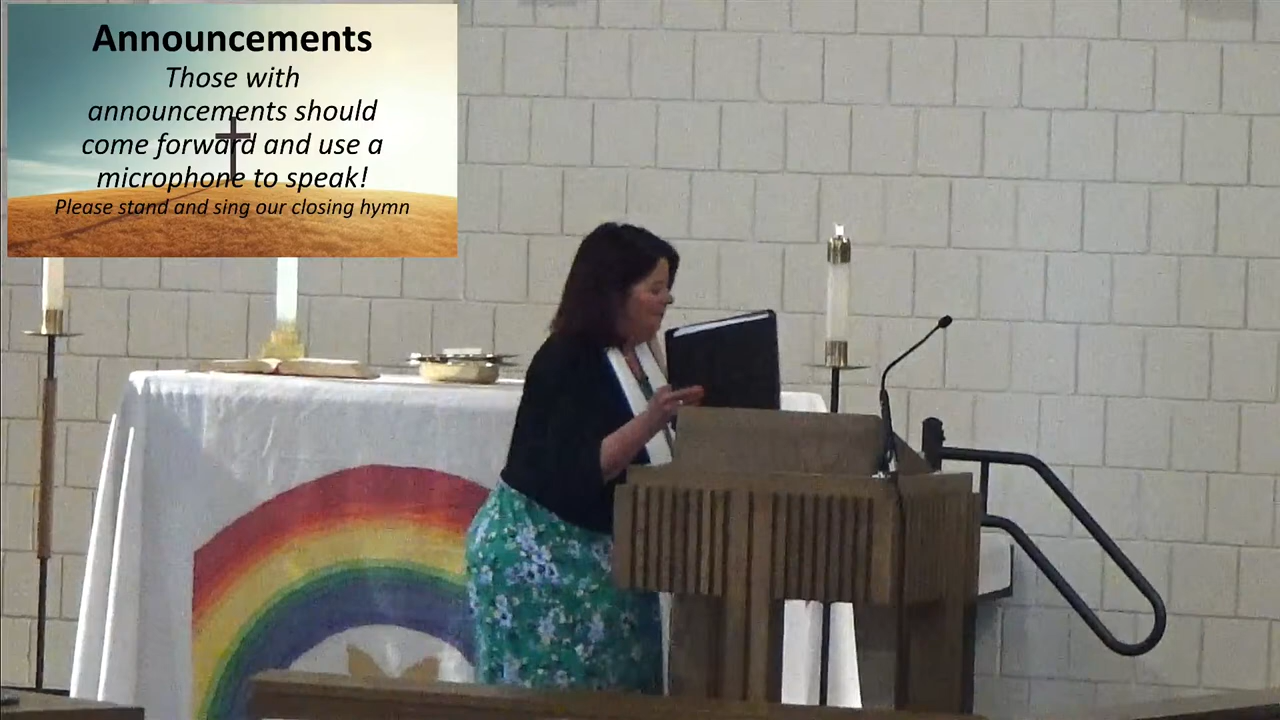 Announcements
Those with
announcements should
come forward and use a
microphone to speak!
Please stand and sing our closing hymn